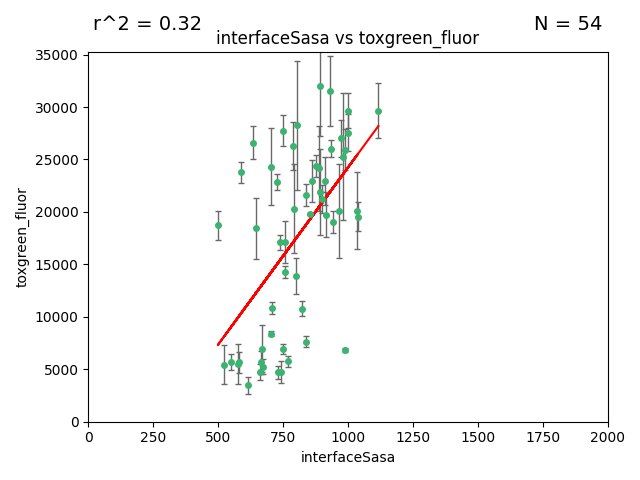 r^2 = 0.32
N = 54
interfaceSasa vs toxgreen_fluor
35000
30000
25000
20000
15000
10000
5000
0
toxgreen_fluor
0 250 500 750 1000 1250 1500 1750 2000
interfaceSasa